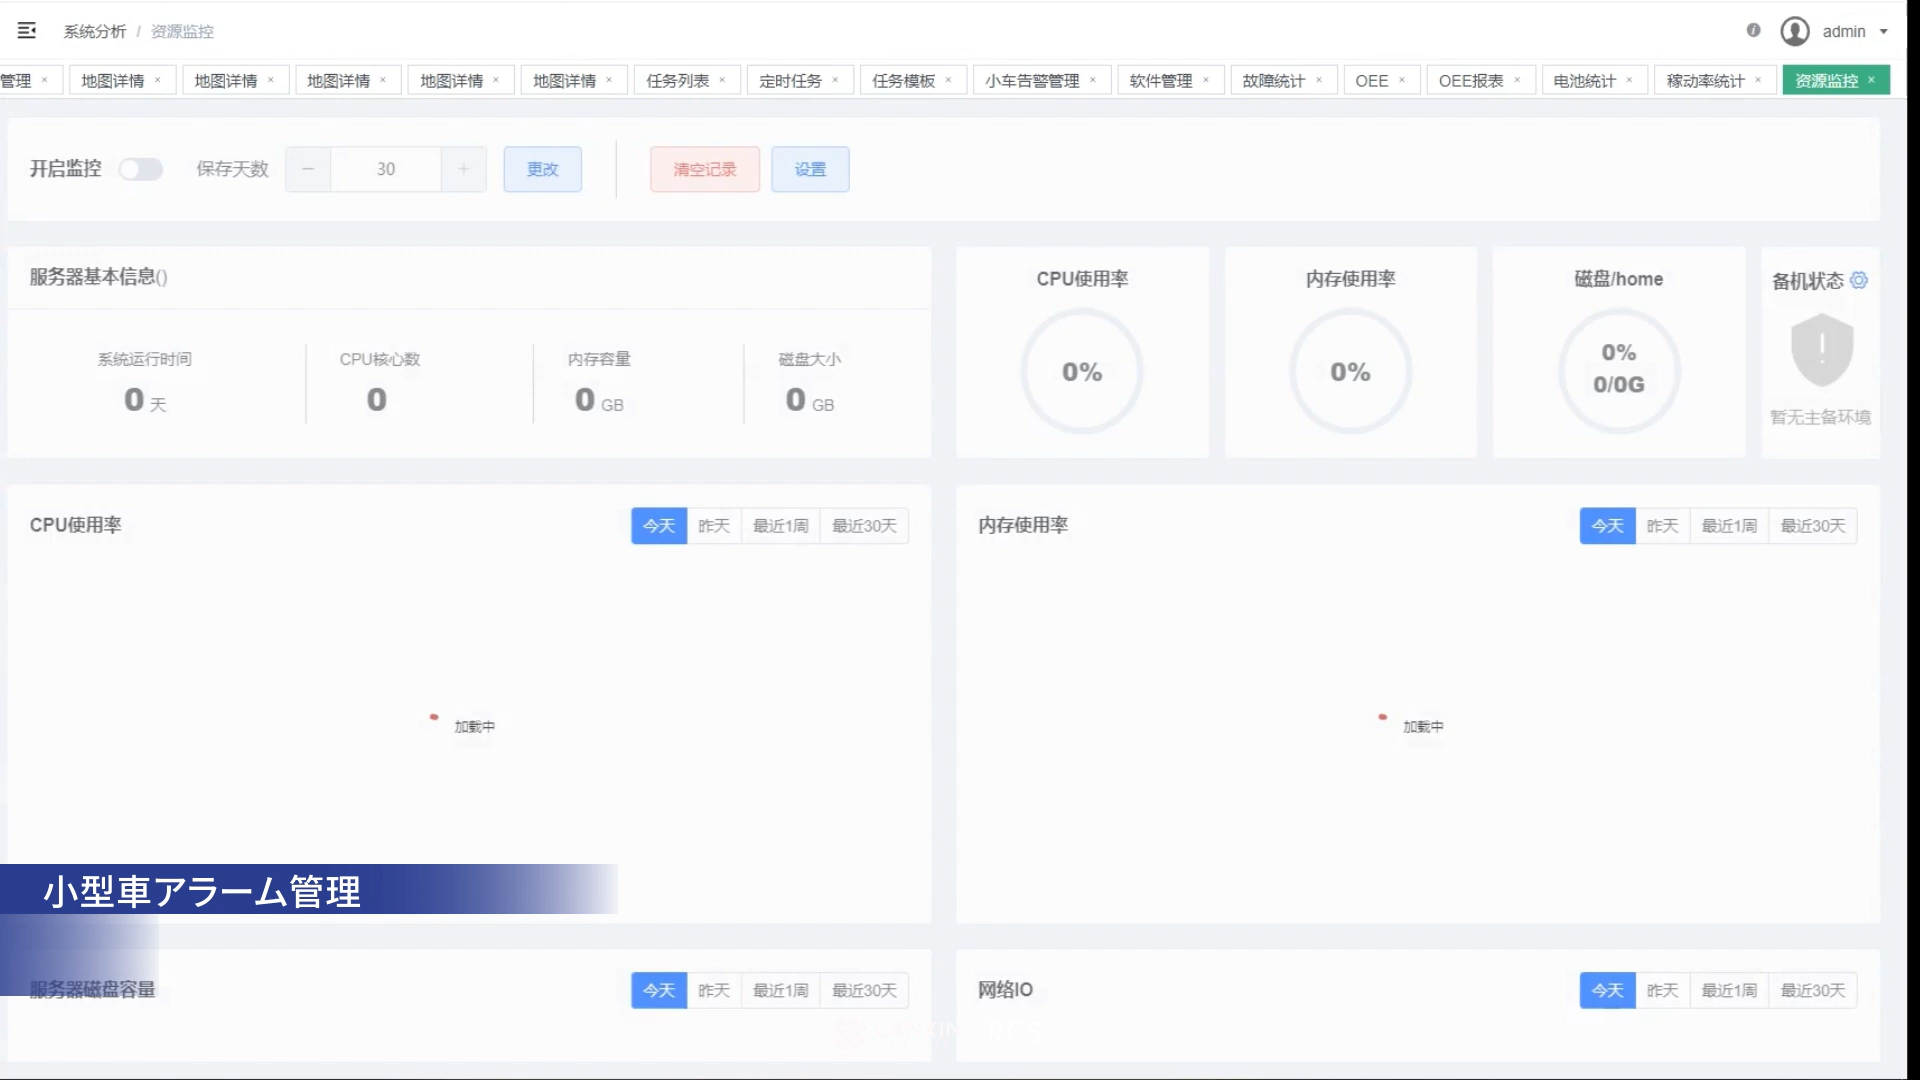 系统分析 / 资源监控
admin
管理 ×
地图详情 ×
地图详情 ×
地图详情 ×
地图详情 ×
地图详情 ×
任务列表 ×
定时任务 ×
任务模板 ×
小车告警管理 ×
软件管理 ×
故障统计 ×
OEE ×
OEE报表 ×
电池统计 ×
稼动率统计 ×
资源监控 ×
开启监控
保存天数
− 30 +
更改
清空记录
设置
服务器基本信息()
系统运行时间
0 天
CPU核心数
0
内存容量
0 GB
磁盘大小
0 GB
CPU使用率
0%
内存使用率
0%
磁盘/home
0%
0/0G
备机状态
暂无主备环境
CPU使用率
今天 昨天 最近1周 最近30天
加载中
内存使用率
今天 昨天 最近1周 最近30天
加载中
小型車アラーム管理
服务器磁盘容量
今天 昨天 最近1周 最近30天
网络IO
今天 昨天 最近1周 最近30天